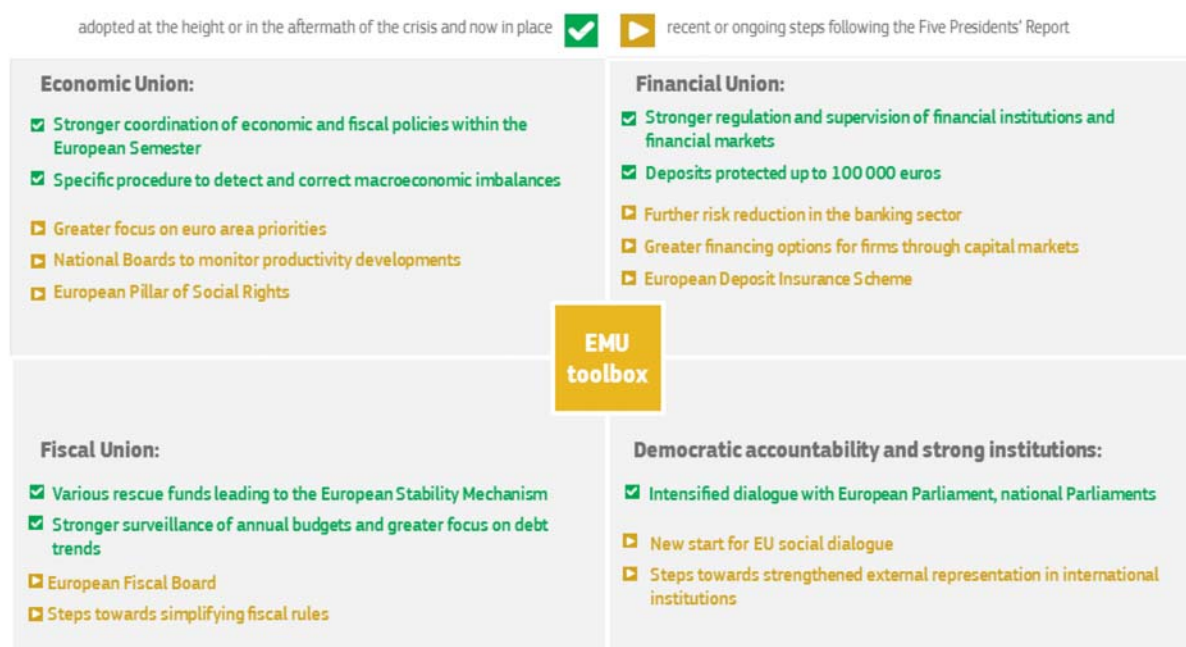 adopted at the height or in the aftermath of the crisis and now in place
recent or ongoing steps following the Five Presidents' Report
Economic Union:
Stronger coordination of economic and fiscal policies within the
European Semester
Specific procedure to detect and correct macroeconomic imbalances
Greater focus on euro area priorities
National Boards to monitor productivity developments
European Pillar of Social Rights
Financial Union:
Stronger regulation and supervision of financial institutions and
financial markets
Deposits protected up to 100 000 euros
Further risk reduction in the banking sector
Greater financing options for firms through capital markets
European Deposit Insurance Scheme
EMU
toolbox
Fiscal Union:
Various rescue funds leading to the European Stability Mechanism
Stronger surveillance of annual budgets and greater focus on debt
trends
European Fiscal Board
Steps towards simplifying fiscal rules
Democratic accountability and strong institutions:
Intensified dialogue with European Parliament, national Parliaments
New start for EU social dialogue
Steps towards strengthened external representation in international
institutions